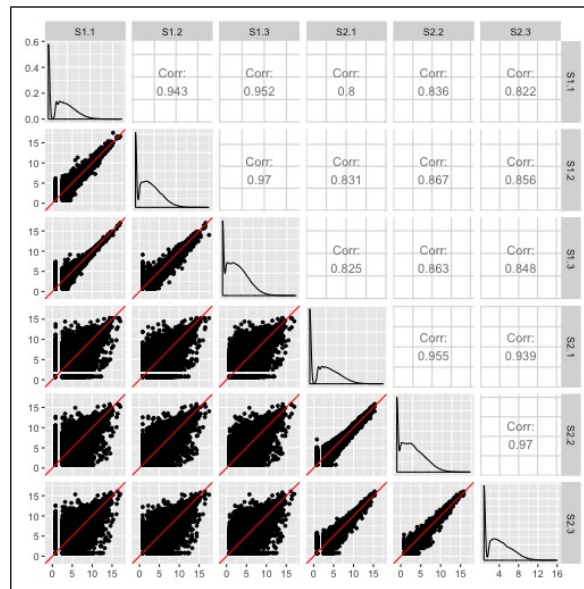 S1.1 S1.2 S1.3 S2.1 S2.2 S2.3
0.6
0.4
0.2
0.0
Corr:
0.943
Corr:
0.952
Corr:
0.8
Corr:
0.836
Corr:
0.822
S1.1
15
10
5
0
Corr:
0.97
Corr:
0.831
Corr:
0.867
Corr:
0.856
S1.2
15
10
5
0
Corr:
0.825
Corr:
0.863
Corr:
0.848
S1.3
15
10
5
0
Corr:
0.955
Corr:
0.939
S2.1
15
10
5
0
Corr:
0.97
S2.2
15
10
5
0
S2.3
0 5 10 15 0 5 10 15 0 5 10 15 0 5 10 15 0 5 10 15 4 8 12 16